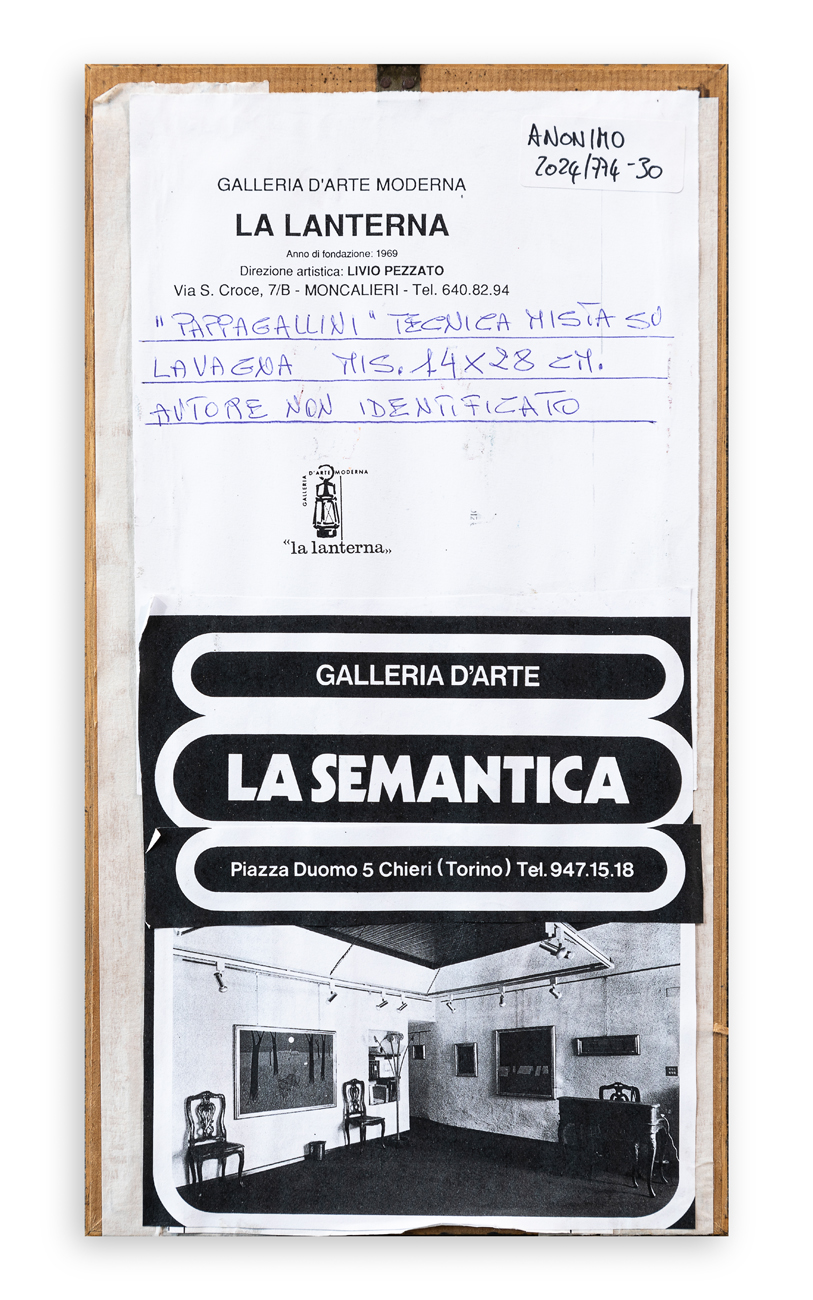 ANONIMO
2024/774-30
GALLERIA D'ARTE MODERNA
LA LANTERNA
Anno di fondazione: 1969
Direzione artistica: LIVIO PEZZATO
Via S. Croce, 7/B - MONCALIERI - Tel. 640.82.94
"PAPPAGALLINI" TECNICA MISTA SU
LAVAGNA MIS. 14X28 CM.
AUTORE NON IDENTIFICATO
GALLERIA D'ARTE MODERNA
"la lanterna"
GALLERIA D'ARTE
LA SEMANTICA
Piazza Duomo 5 Chieri (Torino) Tel. 947.15.18